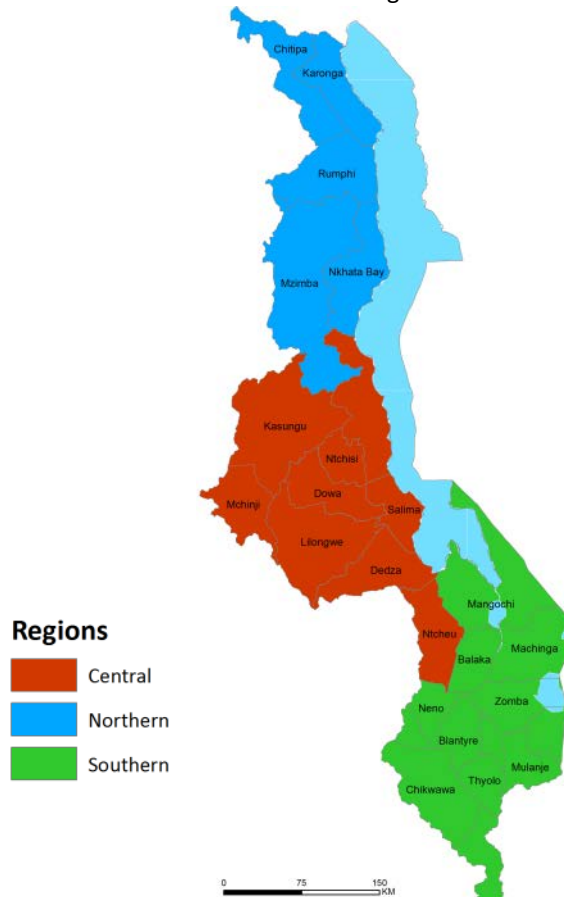 Chitipa
Karonga
Rumphi
Nkhata Bay
Mzimba
Kasungu
Ntchisi
Dowa
Mchinji
Salima
Lilongwe
Dedza
Mangochi
Ntcheu
Machinga
Balaka
Zomba
Neno
Blantyre
Mulanje
Thyolo
Chikwawa
Regions
Central
Northern
Southern
0 75 150
KM